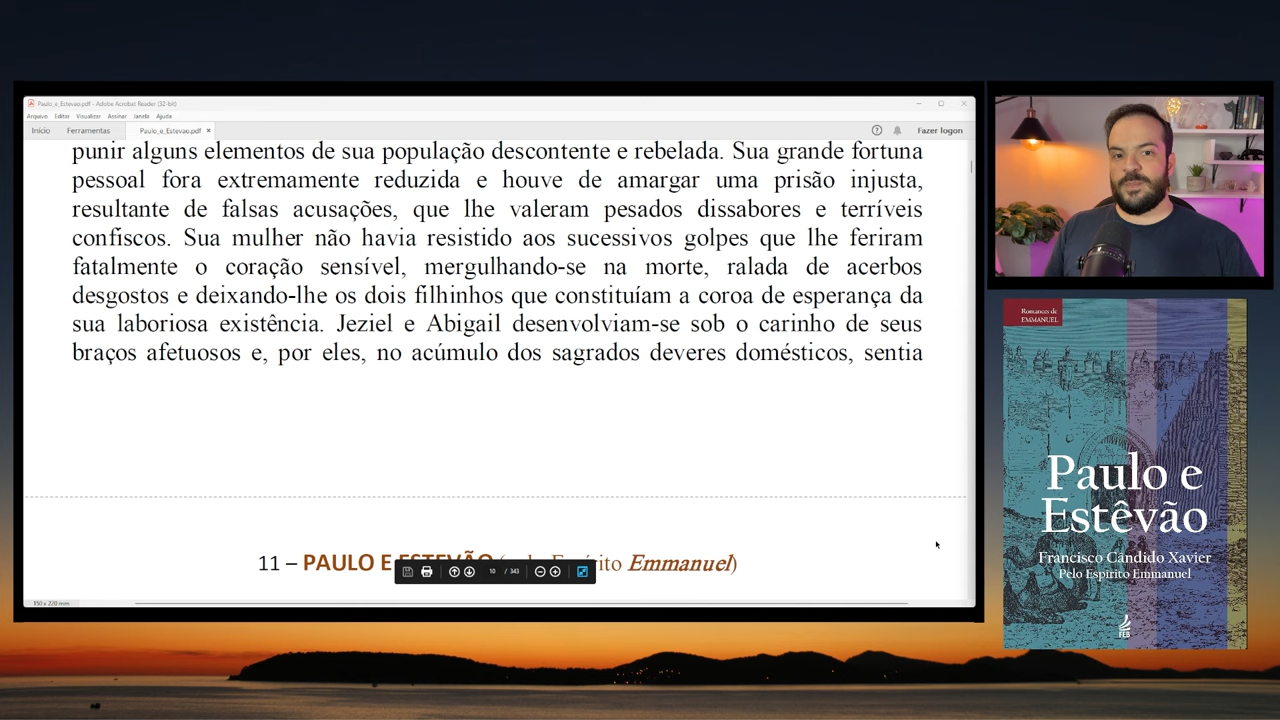 Paulo_e_Estevao.pdf - Adobe Acrobat Reader (32-bit)
Arquivo Editar Visualizar Assinar Janela Ajuda
Início Ferramentas Paulo_e_Estevao.pdf × Fazer logon
punir alguns elementos de sua população descontente e rebelada. Sua grande fortuna
pessoal fora extremamente reduzida e houve de amargar uma prisão injusta,
resultante de falsas acusações, que lhe valeram pesados dissabores e terríveis
confiscos. Sua mulher não havia resistido aos sucessivos golpes que lhe feriram
fatalmente o coração sensível, mergulhando-se na morte, ralada de acerbos
desgostos e deixando-lhe os dois filhinhos que constituíam a coroa de esperança da
sua laboriosa existência. Jeziel e Abigail desenvolviam-se sob o carinho de seus
braços afetuosos e, por eles, no acúmulo dos sagrados deveres domésticos, sentia
11 – PAULO E ESTEVÃO Emmanuel)
10 / 343
150 x 220 mm
Romances de
EMMANUEL
Paulo e
Estêvão
Francisco Cândido Xavier
Pelo Espírito Emmanuel
FEB